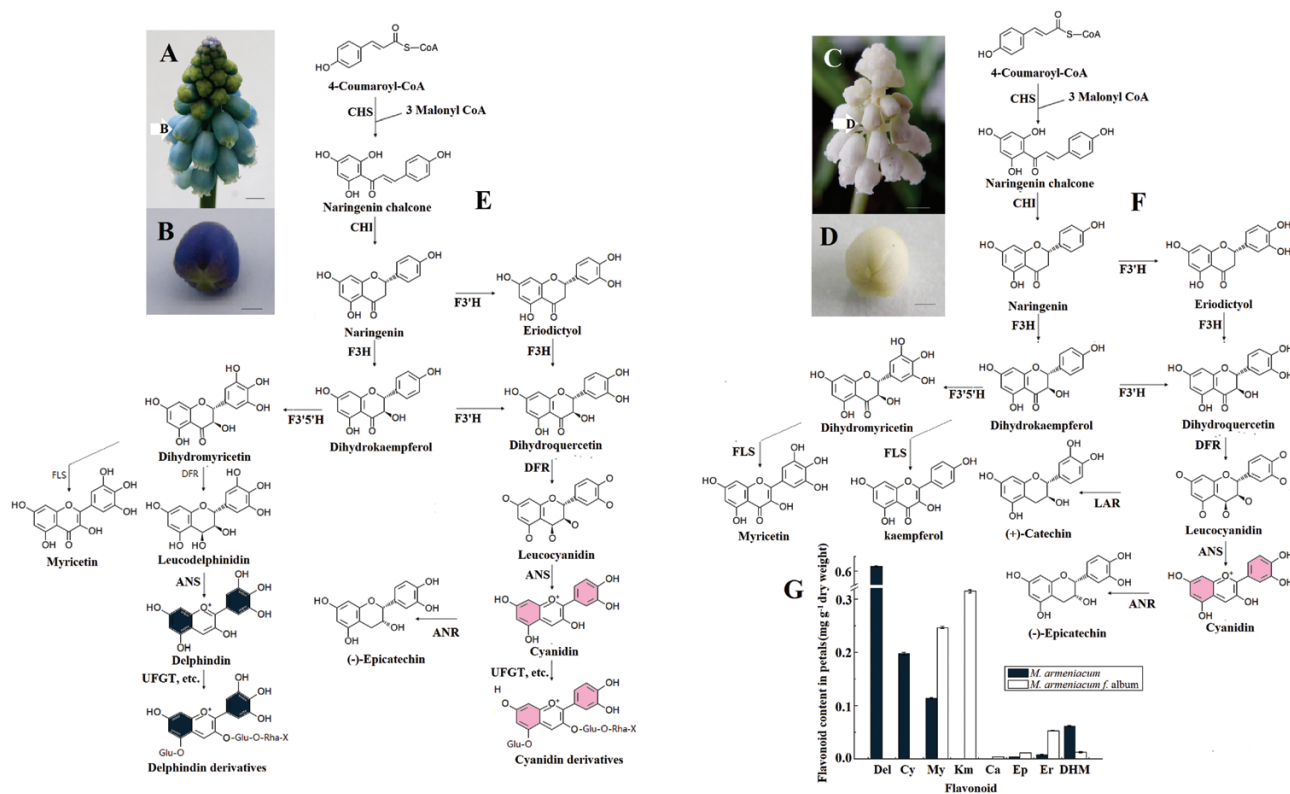 A
B
B
E
O
S—CoA
HO
4-Coumaroyl-CoA
CHS
3 Malonyl CoA
Naringenin chalcone
CHI
Naringenin
F3'H
Eriodictyol
F3H
F3H
F3'5'H
Dihydrokaempferol
F3'H
Dihydroquercetin
Dihydromyricetin
FLS
DFR
DFR
Myricetin
Leucodelphinidin
Leucocyanidin
ANS
ANS
Delphindin
(-)-Epicatechin
ANR
Cyanidin
UFGT, etc.
UFGT, etc.
Glu-O
O-Glu-O-Rha-X
Delphindin derivatives
Glu-O
O-Glu-O-Rha-X
Cyanidin derivatives
C
D
D
F
O
S—CoA
HO
4-Coumaroyl-CoA
CHS
3 Malonyl CoA
Naringenin chalcone
CHI
Naringenin
F3'H
Eriodictyol
F3H
F3H
Dihydromyricetin
F3'5'H
Dihydrokaempferol
F3'H
Dihydroquercetin
FLS
FLS
DFR
Myricetin
kaempferol
(+)-Catechin
LAR
Leucocyanidin
ANS
(-)-Epicatechin
ANR
Cyanidin
G
Flavonoid content in petals(mg g-1 dry weight)
0.6
0.3
0.2
0.1
0.0
M. armeniacum
M. armeniacum f. album
Del Cy My Km Ca Ep Er DHM
Flavonoid